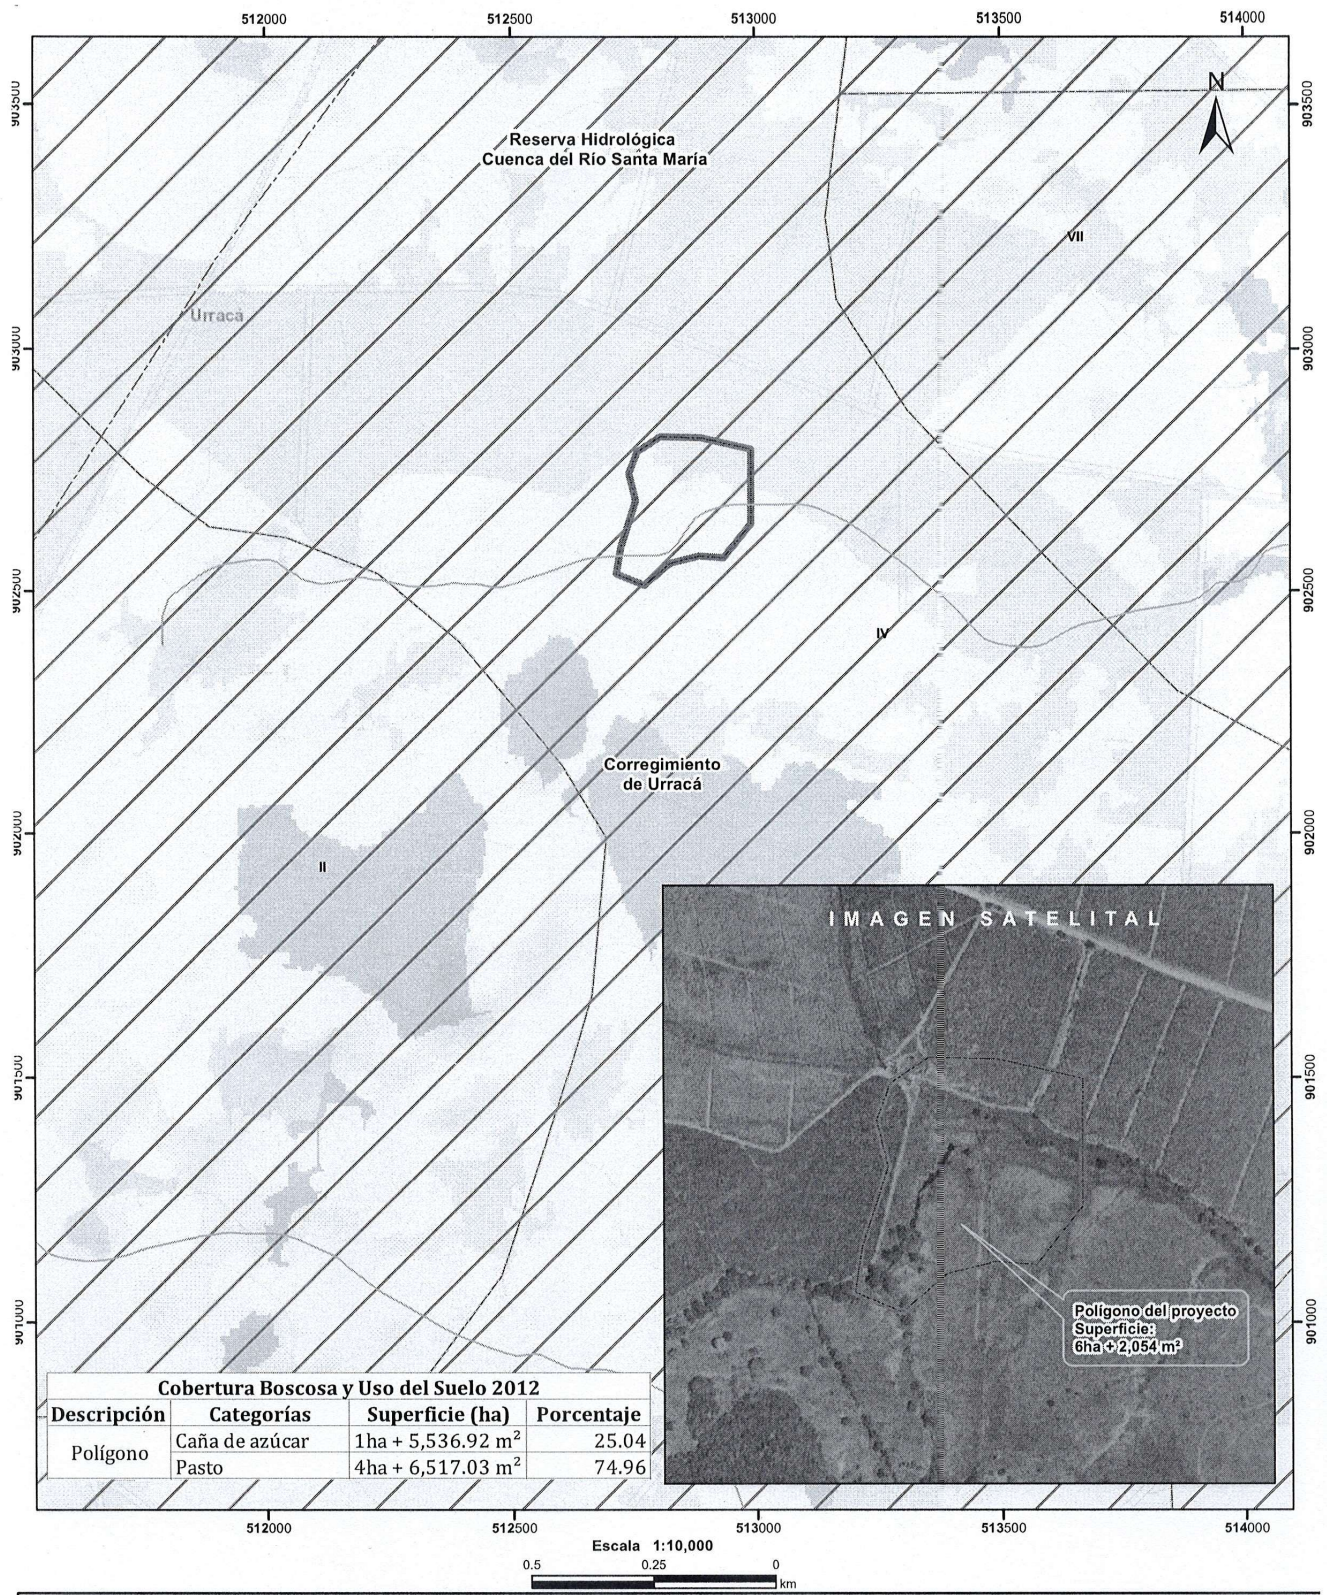 512000 512500 513000 513500 514000
N
903500 903500
Reserva Hidrológica
Cuenca del Río Santa María
VII
Urracá
903000 903000
902500 902500
IV
Corregimiento
de Urracá
902000 902000
II
IMAGEN SATELITAL
901500 901500
Polígono del proyecto
Superficie:
6ha + 2,054 m²
901000 901000
Cobertura Boscosa y Uso del Suelo 2012
Descripción Categorías Superficie (ha) Porcentaje
Polígono
Caña de azúcar 1ha + 5,536.92 m² 25.04
Pasto 4ha + 6,517.03 m² 74.96
512000 512500 513000 513500 514000
Escala 1:10,000
0.5 0.25 0
km